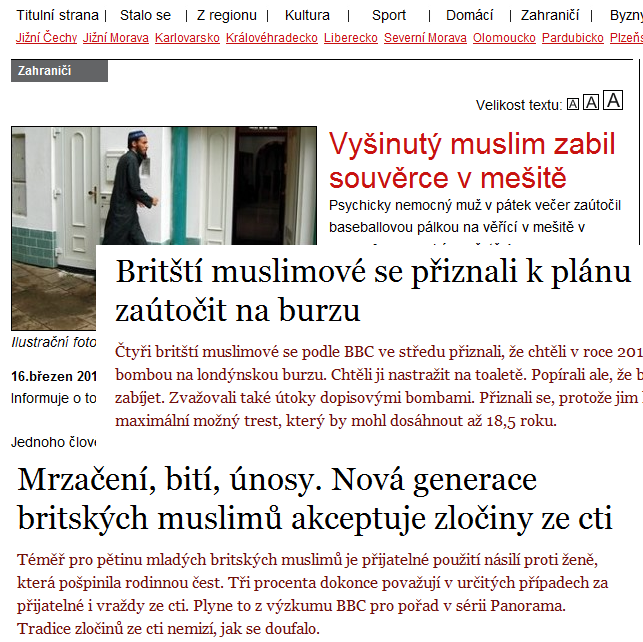 Titulní strana | Stalo se | Z regionu | Kultura | Sport | Domácí | Zahraničí | Byzny
Jižní Čechy Jižní Morava Karlovarsko Královéhradecko Liberecko Severní Morava Olomoucko Pardubicko Plzeňs
Zahraničí
Velikost textu: A A A
Vyšinutý muslim zabil
souvěrce v mešitě
Psychicky nemocný muž v pátek večer zaútočil
baseballovou pálkou na věřící v mešitě v
Ilustrační foto
16.březen 201
Informuje o to
Jednoho člově
Britští muslimové se přiznali k plánu
zaútočit na burzu
Čtyři britští muslimové se podle BBC ve středu přiznali, že chtěli v roce 201
bombou na londýnskou burzu. Chtěli ji nastražit na toaletě. Popírali ale, že b
zabíjet. Zvažovali také útoky dopisovými bombami. Přiznali se, protože jim
maximální možný trest, který by mohl dosáhnout až 18,5 roku.
Mrzačení, bití, únosy. Nová generace
britských muslimů akceptuje zločiny ze cti
Téměř pro pětinu mladých britských muslimů je přijatelné použití násilí proti ženě,
která pošpinila rodinnou čest. Tři procenta dokonce považují v určitých případech za
přijatelné i vraždy ze cti. Plyne to z výzkumu BBC pro pořad v sérii Panorama.
Tradice zločinů ze cti nemizí, jak se doufalo.